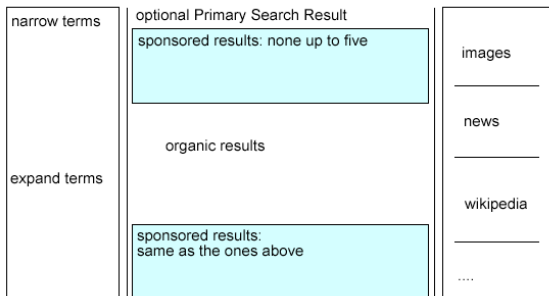 narrow terms
expand terms
optional Primary Search Result
sponsored results: none up to five
organic results
sponsored results:
same as the ones above
images
news
wikipedia
....